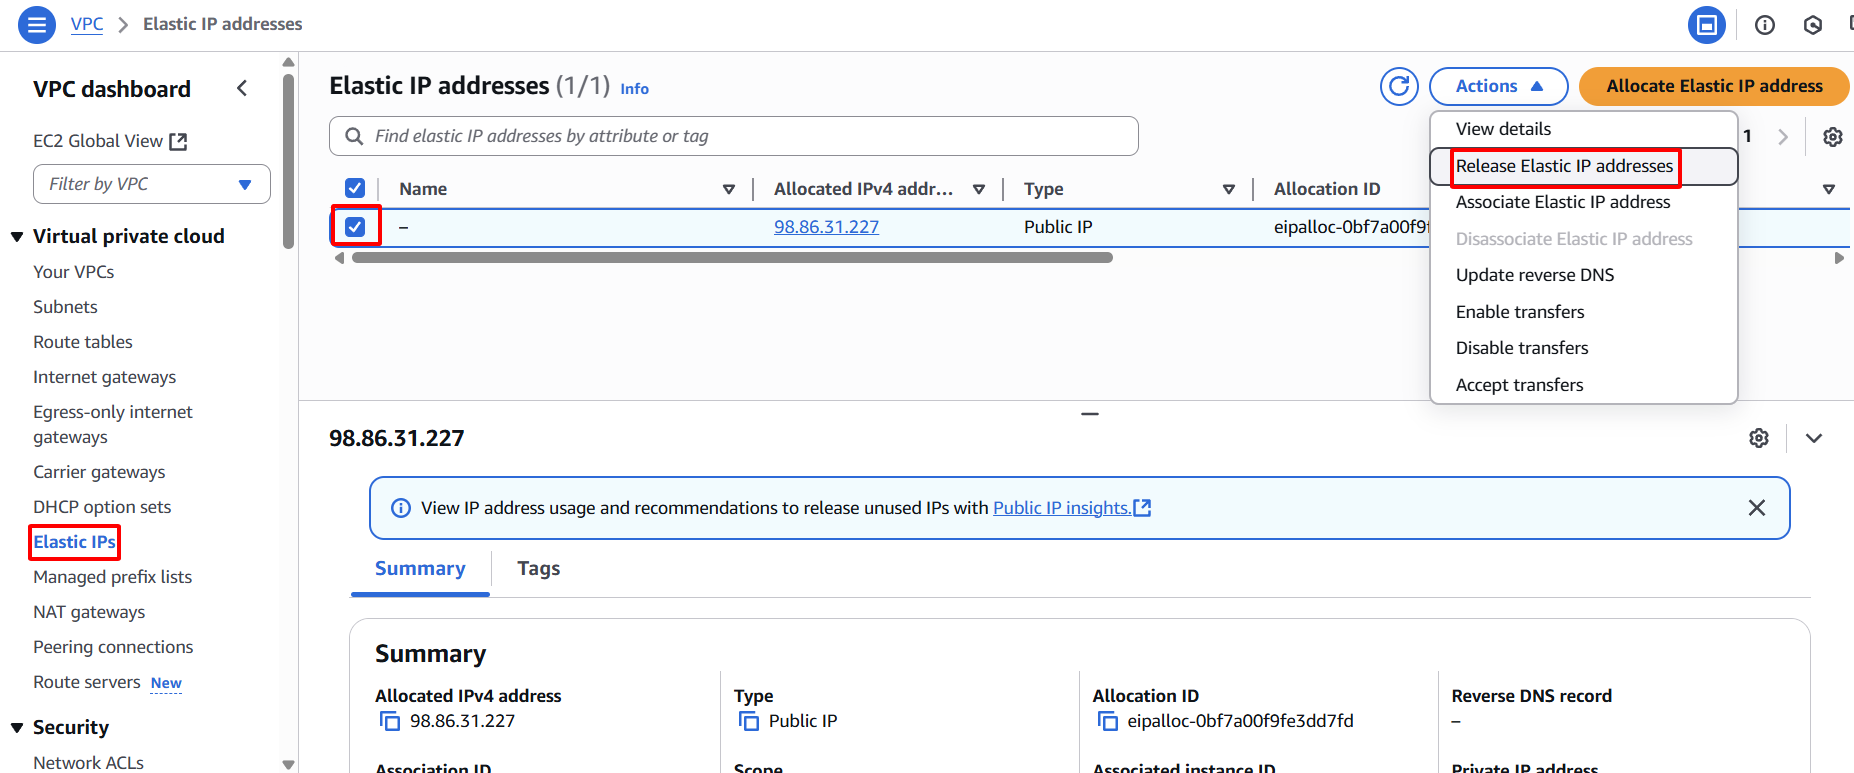 VPC > Elastic IP addresses
VPC dashboard
EC2 Global View
Filter by VPC
Virtual private cloud
Your VPCs
Subnets
Route tables
Internet gateways
Egress-only internet
gateways
Carrier gateways
DHCP option sets
Elastic IPs
Managed prefix lists
NAT gateways
Peering connections
Route servers New
Security
Network ACLs
Elastic IP addresses (1/1) Info
Actions
Allocate Elastic IP address
Find elastic IP addresses by attribute or tag
1
View details
Release Elastic IP addresses
Associate Elastic IP address
Disassociate Elastic IP address
Update reverse DNS
Enable transfers
Disable transfers
Accept transfers
Name Allocated IPv4 addr... Type Allocation ID
– 98.86.31.227 Public IP eipalloc-0bf7a00f9f
98.86.31.227
View IP address usage and recommendations to release unused IPs with Public IP insights.
Summary Tags
Summary
Allocated IPv4 address
98.86.31.227
Type
Public IP
Allocation ID
eipalloc-0bf7a00f9fe3dd7fd
Reverse DNS record
–
Association ID
Scope
Associated instance ID
Private IP address